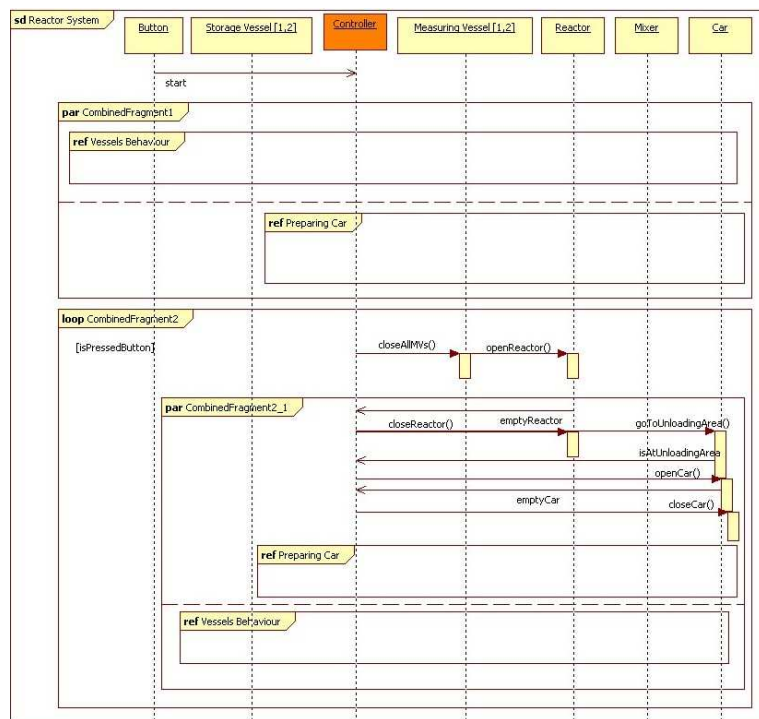 sd Reactor System
Button
Storage Vessel [1,2]
Controller
Measuring Vessel [1,2]
Reactor
Mixer
Car
start
par CombinedFragment1
ref Vessels Behaviour
ref Preparing Car
loop CombinedFragment2
[isPressedButton]
closeAllMVs()
openReactor()
par CombinedFragment2_1
emptyReactor
closeReactor()
goToUnloadingArea()
isAtUnloadingArea
openCar()
emptyCar
closeCar()
ref Preparing Car
ref Vessels Behaviour